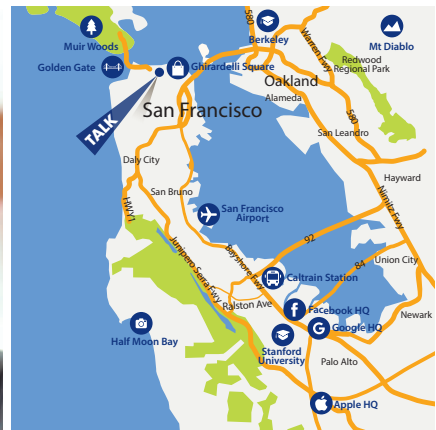 580
Muir Woods
Berkeley
Warren Fwy
Mt Diablo
Golden Gate
Ghirardelli Square
Redwood
Regional Park
Oakland
Alameda
580
San Francisco
TALK
San Leandro
Daly City
Hayward
San Bruno
HWY1
Nimitz Fwy
San Francisco
Airport
92
Junipero Serra Fwy
Bayshore Fwy
84
Union City
Caltrain Station
Ralston Ave
f
Facebook HQ
Newark
G
Google HQ
Half Moon Bay
Stanford
University
Palo Alto
Apple HQ